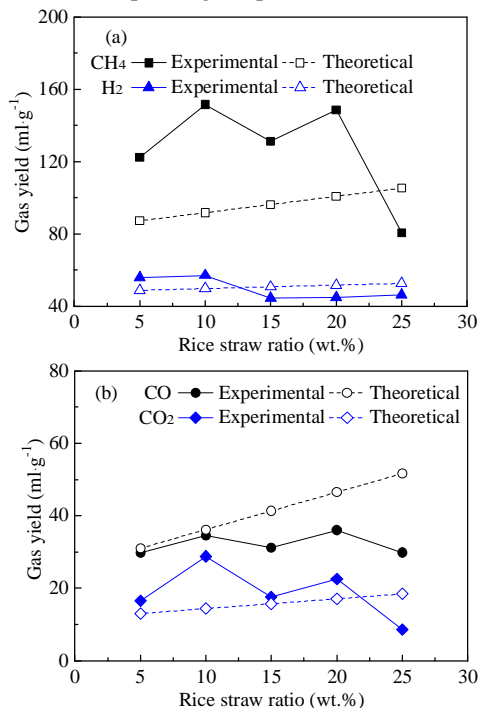 200
(a)
CH4 Experimental Theoretical
160
H2 Experimental Theoretical
120
80
40
0 5 10 15 20 25 30
Gas yield (ml·g-1)
Rice straw ratio (wt.%)
80
(b)
CO Experimental Theoretical
CO2 Experimental Theoretical
60
40
20
0
0 5 10 15 20 25 30
Gas yield (ml·g-1)
Rice straw ratio (wt.%)